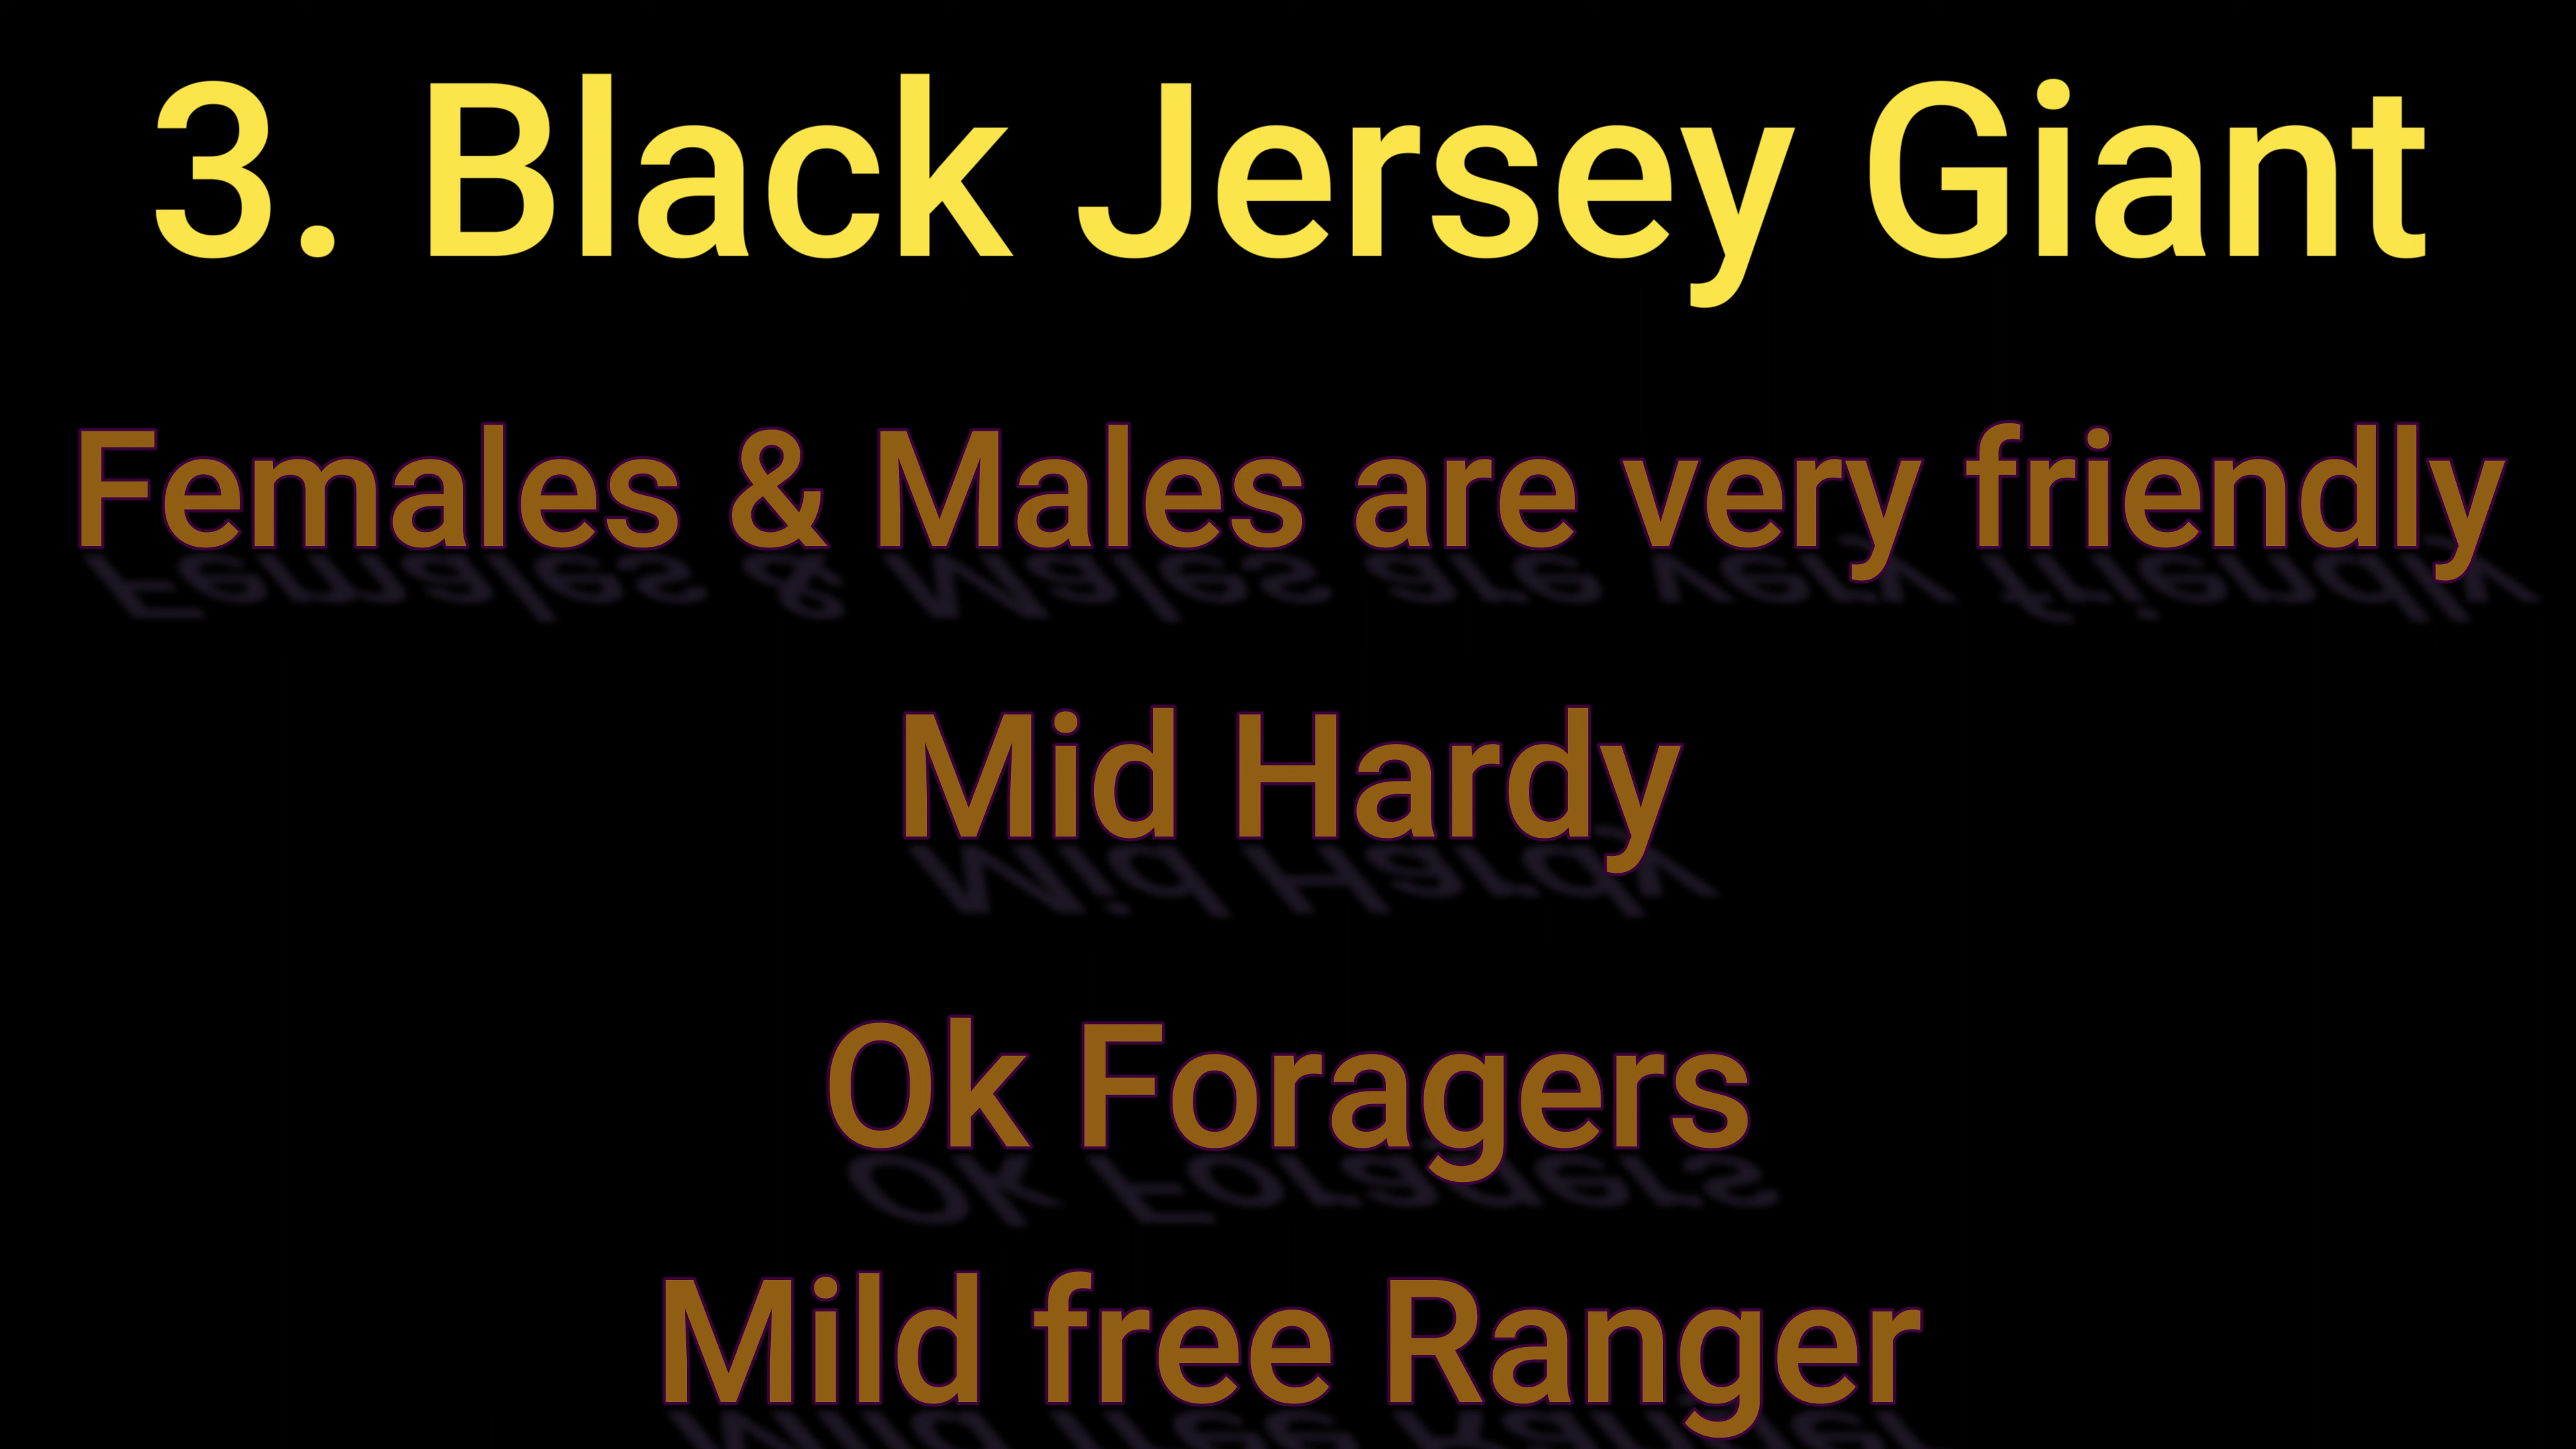 3. Black Jersey Giant
Females & Males are very friendly
Mid Hardy
Ok Foragers
Mild free Ranger